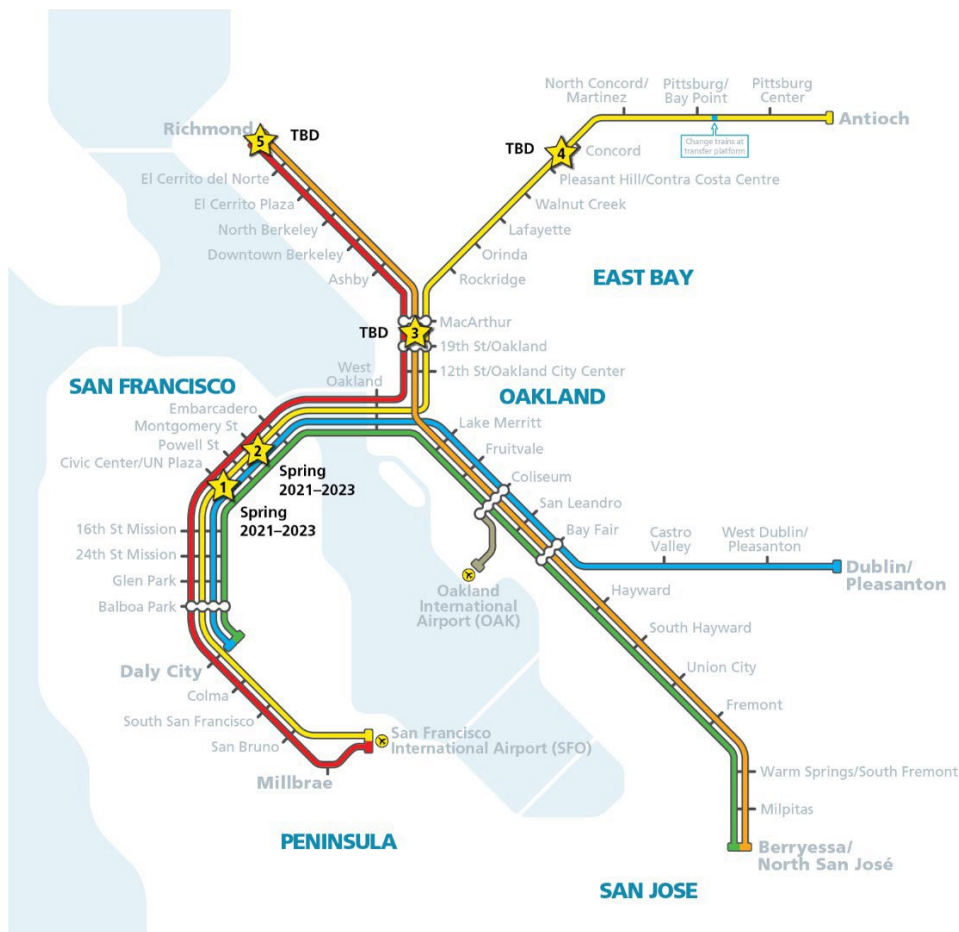 North Concord/
Martinez
Pittsburg/
Bay Point
Pittsburg
Center
Antioch
Change trains at
transfer platform
Richmond
5
TBD
TBD
4
Concord
Pleasant Hill/Contra Costa Centre
El Cerrito del Norte
El Cerrito Plaza
Walnut Creek
North Berkeley
Lafayette
Downtown Berkeley
Orinda
Ashby
Rockridge
EAST BAY
MacArthur
TBD
3
19th St/Oakland
12th St/Oakland City Center
West
Oakland
SAN FRANCISCO
OAKLAND
Embarcadero
Montgomery St
Powell St
Civic Center/UN Plaza
2
Spring
2021–2023
1
Spring
2021–2023
Lake Merritt
Fruitvale
Coliseum
San Leandro
Bay Fair
Castro
Valley
West Dublin/
Pleasanton
Dublin/
Pleasanton
16th St Mission
24th St Mission
Glen Park
Balboa Park
Oakland
International
Airport (OAK)
Hayward
South Hayward
Union City
Fremont
Daly City
Colma
South San Francisco
San Bruno
Millbrae
San Francisco
International Airport (SFO)
Warm Springs/South Fremont
Milpitas
Berryessa/
North San José
PENINSULA
SAN JOSE